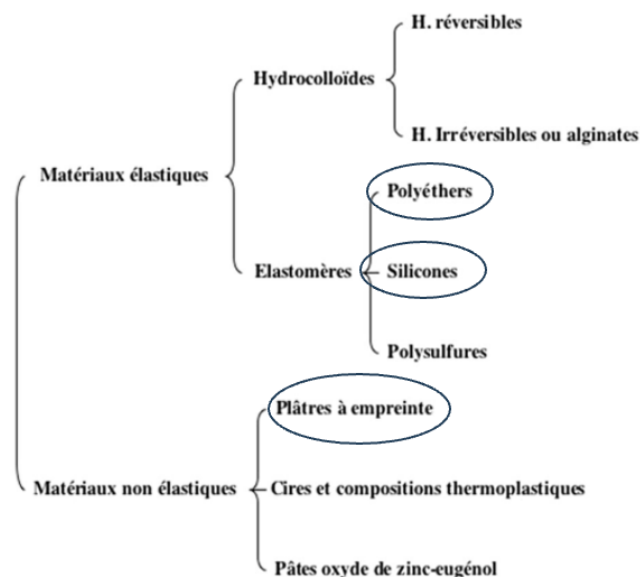 H. réversibles
Hydrocolloïdes
H. Irréversibles ou alginates
Matériaux élastiques
Polyéthers
Elastomères
Silicones
Polysulfures
Plâtres à empreinte
Matériaux non élastiques
Cires et compositions thermoplastiques
Pâtes oxyde de zinc-eugénol